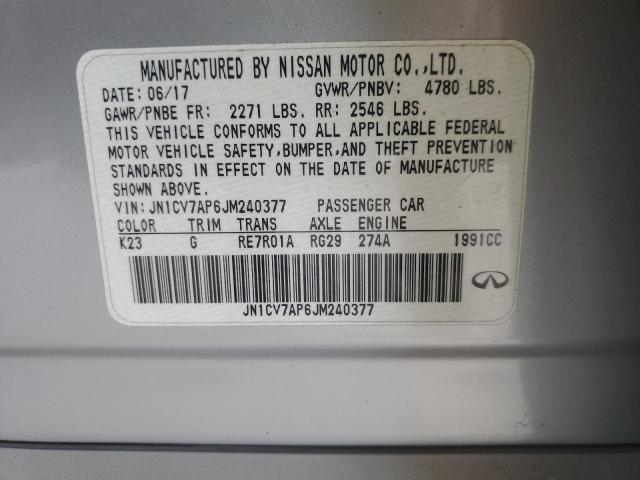 MANUFACTURED BY NISSAN MOTOR CO.,LTD.
DATE: 06/17 GVWR/PNBV: 4780 LBS.
GAWR/PNBE FR: 2271 LBS. RR: 2546 LBS.
THIS VEHICLE CONFORMS TO ALL APPLICABLE FEDERAL
MOTOR VEHICLE SAFETY,BUMPER,AND THEFT PREVENTION
STANDARDS IN EFFECT ON THE DATE OF MANUFACTURE
SHOWN ABOVE.
VIN:JN1CV7AP6JM240377 PASSENGER CAR
COLOR TRIM TRANS AXLE ENGINE
K23 G RE7R01A RG29 274A 1991CC
JN1CV7AP6JM240377